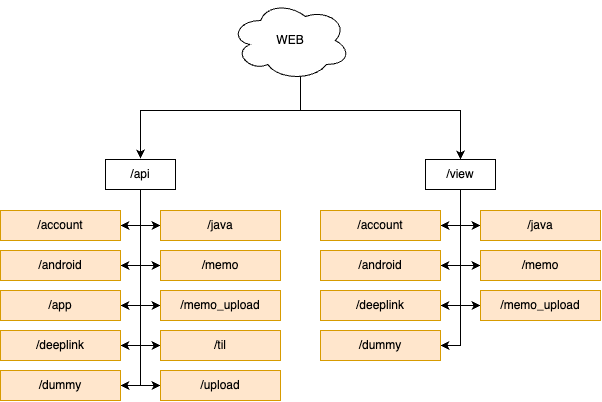 WEB
/api
/view
/account
/java
/android
/memo
/app
/memo_upload
/deeplink
/til
/dummy
/upload
/account
/java
/android
/memo
/deeplink
/memo_upload
/dummy